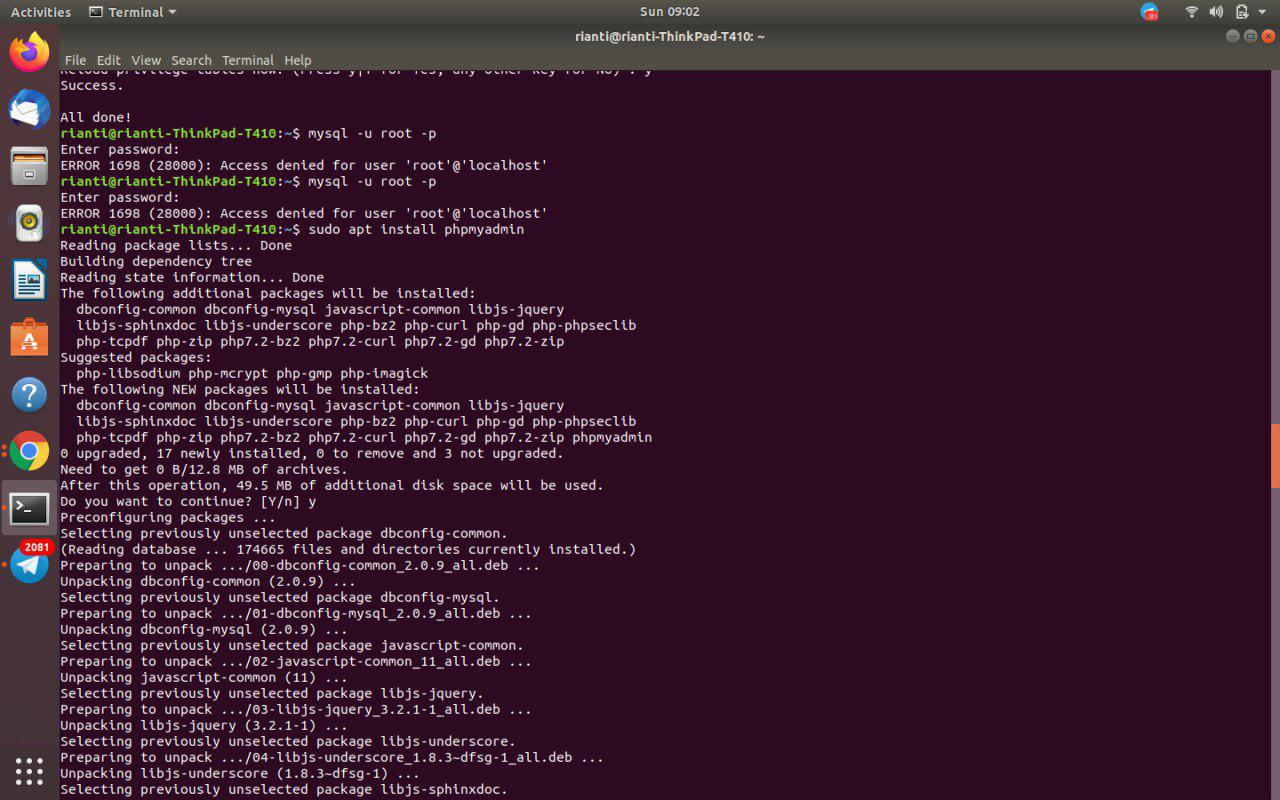 Activities Terminal Sun 09:02
rianti@rianti-ThinkPad-T410: ~
File Edit View Search Terminal Help
Success.
All done!
rianti@rianti-ThinkPad-T410:~$ mysql -u root -p
Enter password:
ERROR 1698 (28000): Access denied for user 'root'@'localhost'
rianti@rianti-ThinkPad-T410:~$ mysql -u root -p
Enter password:
ERROR 1698 (28000): Access denied for user 'root'@'localhost'
rianti@rianti-ThinkPad-T410:~$ sudo apt install phpmyadmin
Reading package lists... Done
Building dependency tree
Reading state information... Done
The following additional packages will be installed:
dbconfig-common dbconfig-mysql javascript-common libjs-jquery
libjs-sphinxdoc libjs-underscore php-bz2 php-curl php-gd php-phpseclib
php-tcpdf php-zip php7.2-bz2 php7.2-curl php7.2-gd php7.2-zip
Suggested packages:
php-libsodium php-mcrypt php-gmp php-imagick
The following NEW packages will be installed:
dbconfig-common dbconfig-mysql javascript-common libjs-jquery
libjs-sphinxdoc libjs-underscore php-bz2 php-curl php-gd php-phpseclib
php-tcpdf php-zip php7.2-bz2 php7.2-curl php7.2-gd php7.2-zip phpmyadmin
0 upgraded, 17 newly installed, 0 to remove and 3 not upgraded.
Need to get 0 B/12.8 MB of archives.
After this operation, 49.5 MB of additional disk space will be used.
Do you want to continue? [Y/n] y
Preconfiguring packages ...
Selecting previously unselected package dbconfig-common.
(Reading database ... 174665 files and directories currently installed.)
Preparing to unpack .../00-dbconfig-common_2.0.9_all.deb ...
Unpacking dbconfig-common (2.0.9) ...
Selecting previously unselected package dbconfig-mysql.
Preparing to unpack .../01-dbconfig-mysql_2.0.9_all.deb ...
Unpacking dbconfig-mysql (2.0.9) ...
Selecting previously unselected package javascript-common.
Preparing to unpack .../02-javascript-common_11_all.deb ...
Unpacking javascript-common (11) ...
Selecting previously unselected package libjs-jquery.
Preparing to unpack .../03-libjs-jquery_3.2.1-1_all.deb ...
Unpacking libjs-jquery (3.2.1-1) ...
Selecting previously unselected package libjs-underscore.
Preparing to unpack .../04-libjs-underscore_1.8.3~dfsg-1_all.deb ...
Unpacking libjs-underscore (1.8.3~dfsg-1) ...
Selecting previously unselected package libjs-sphinxdoc.
2081